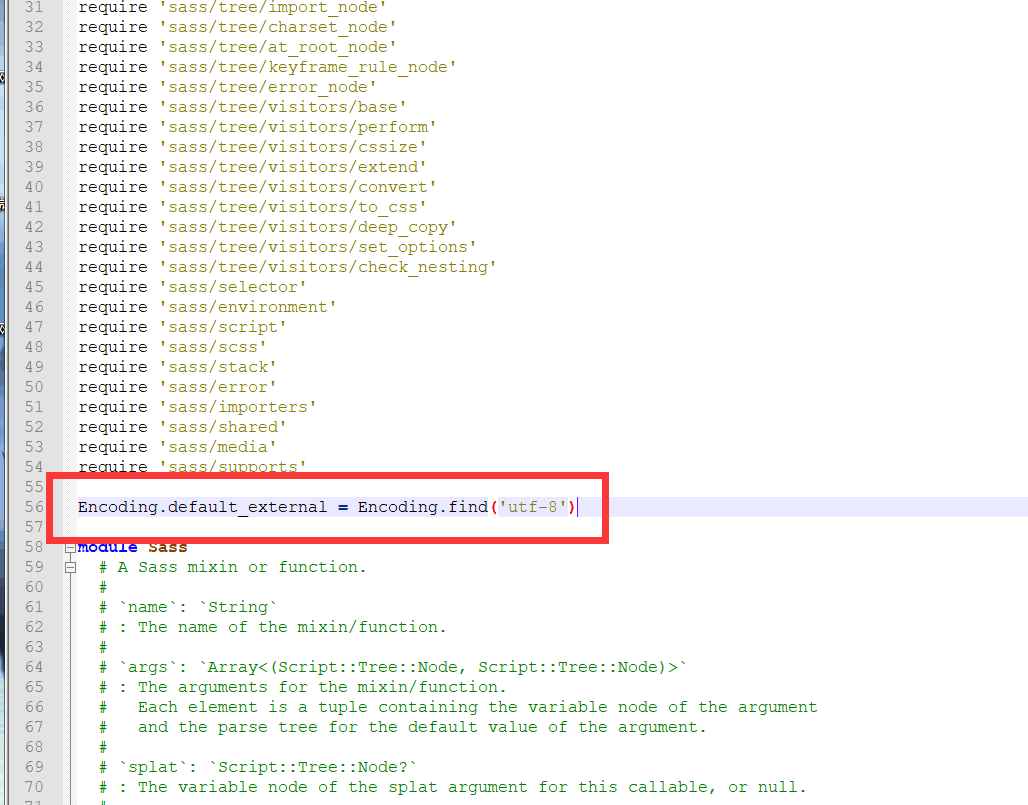 31 require 'sass/tree/import_node'
32 require 'sass/tree/charset_node'
33 require 'sass/tree/at_root_node'
34 require 'sass/tree/keyframe_rule_node'
35 require 'sass/tree/error_node'
36 require 'sass/tree/visitors/base'
37 require 'sass/tree/visitors/perform'
38 require 'sass/tree/visitors/cssize'
39 require 'sass/tree/visitors/extend'
40 require 'sass/tree/visitors/convert'
41 require 'sass/tree/visitors/to_css'
42 require 'sass/tree/visitors/deep_copy'
43 require 'sass/tree/visitors/set_options'
44 require 'sass/tree/visitors/check_nesting'
45 require 'sass/selector'
46 require 'sass/environment'
47 require 'sass/script'
48 require 'sass/scss'
49 require 'sass/stack'
50 require 'sass/error'
51 require 'sass/importers'
52 require 'sass/shared'
53 require 'sass/media'
54 require 'sass/supports'
55
56 Encoding.default_external = Encoding.find('utf-8')
57
58 module Sass
59 # A Sass mixin or function.
60 #
61 # `name`: `String`
62 # : The name of the mixin/function.
63 #
64 # `args`: `Array<(Script::Tree::Node, Script::Tree::Node)>`
65 # : The arguments for the mixin/function.
66 #   Each element is a tuple containing the variable node of the argument
67 #   and the parse tree for the default value of the argument.
68 #
69 # `splat`: `Script::Tree::Node?`
70 # : The variable node of the splat argument for this callable, or null.
71 #